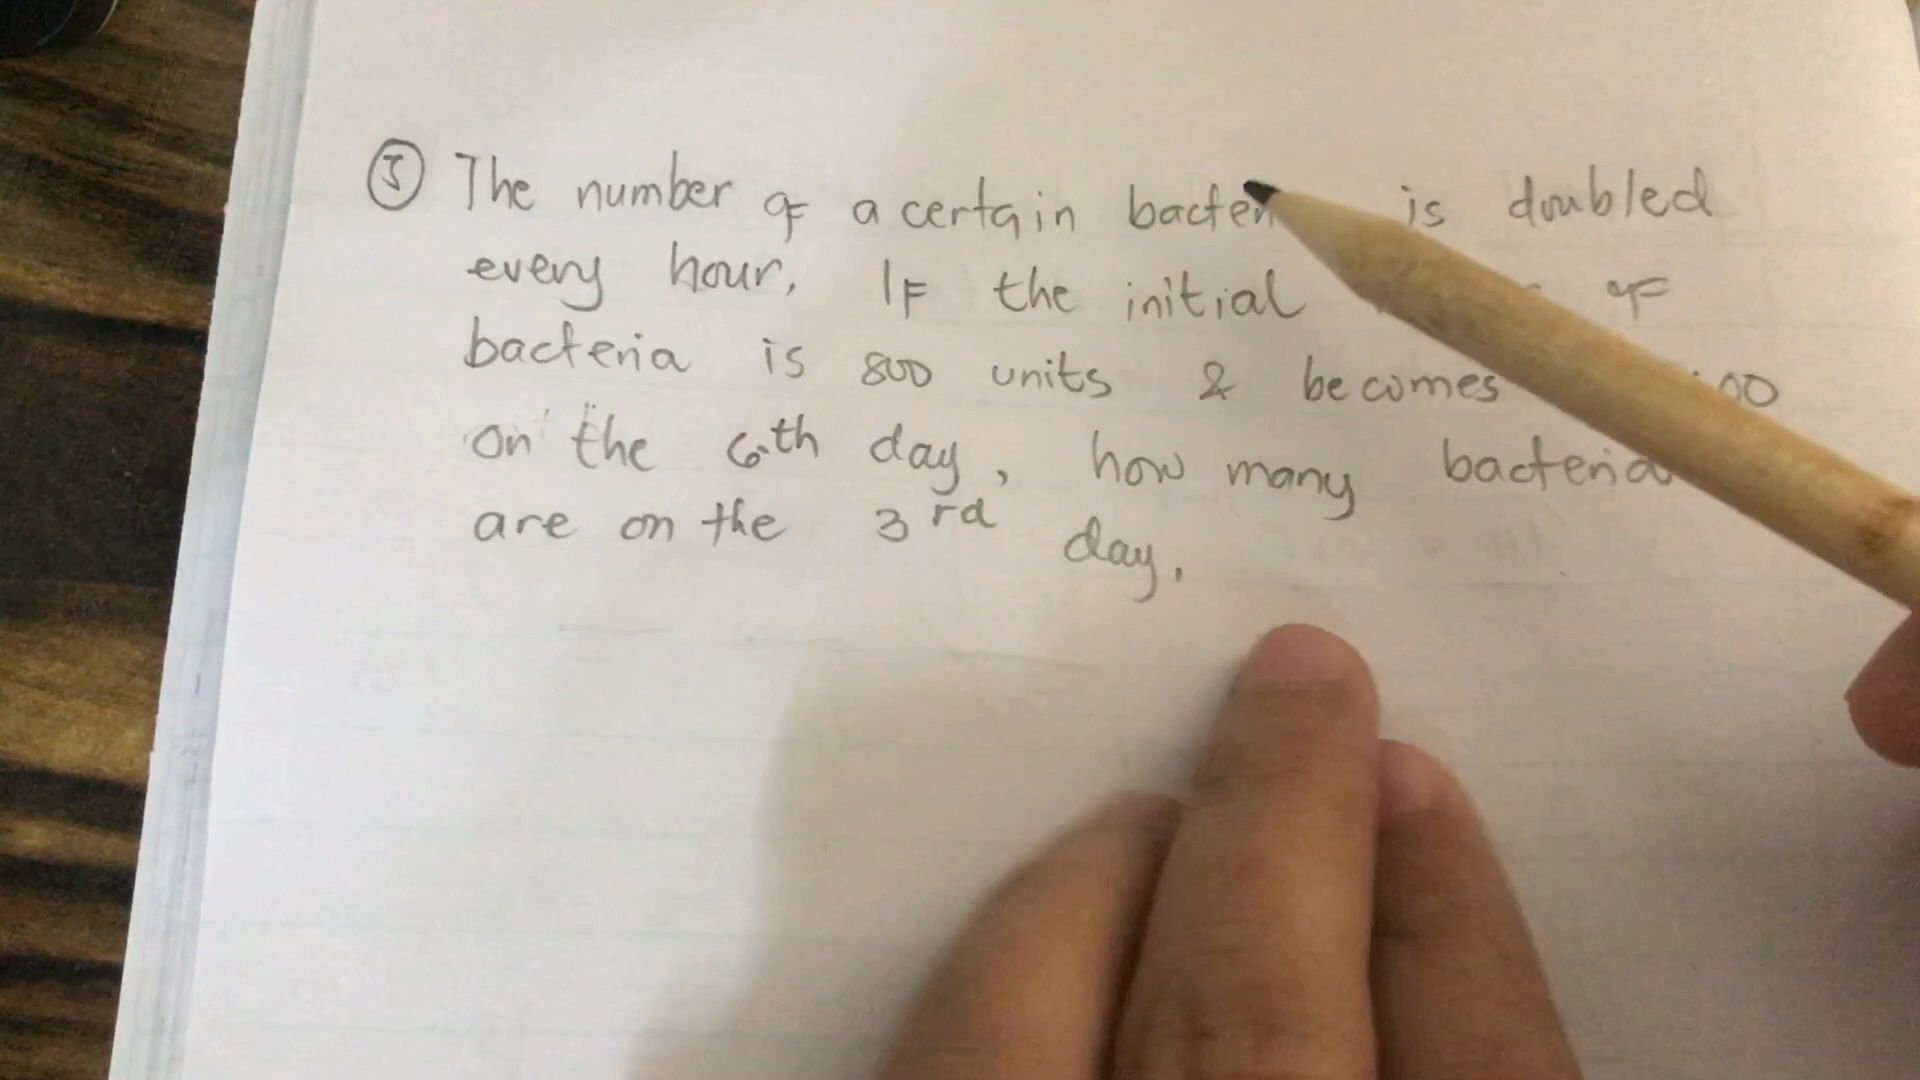 5 The number of a certain is doubled
every hour. If the initial of
bacteria is 800 units & becomes
on the 6th day, how many bacteria
are on the 3rd day.